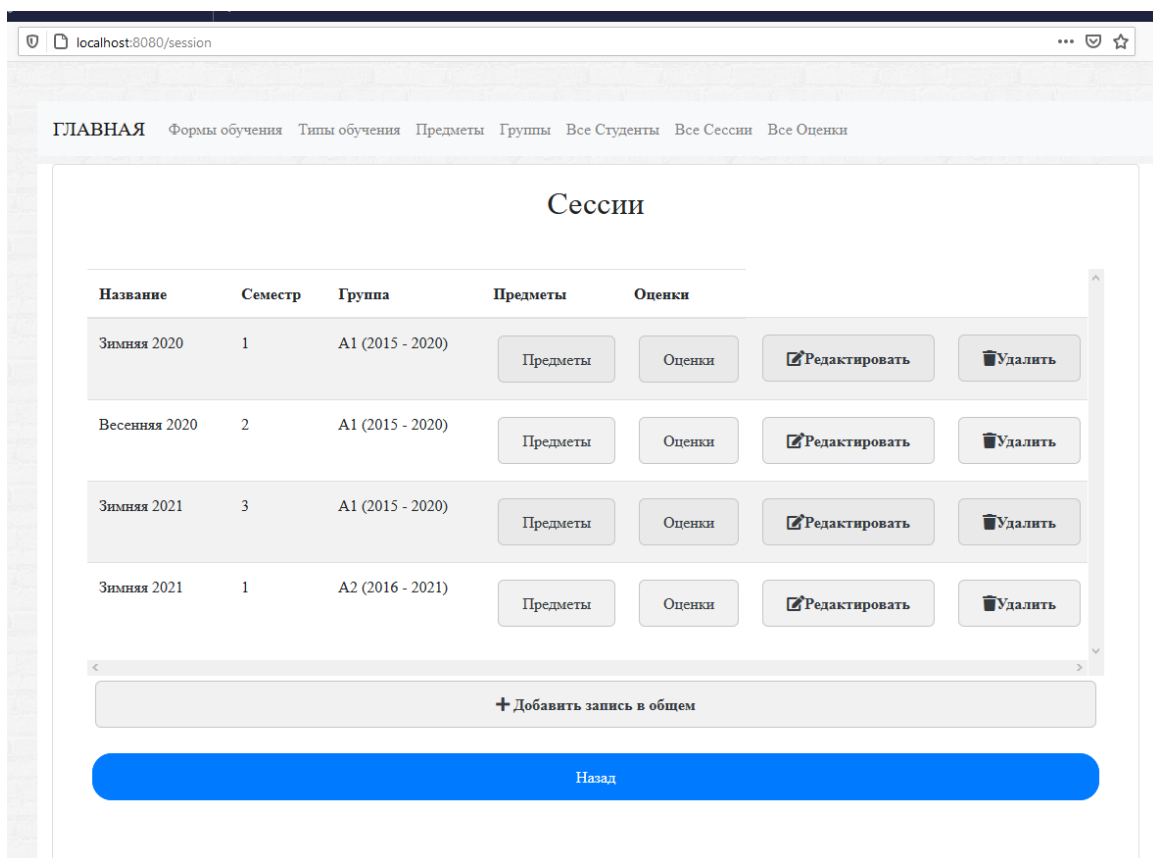 localhost:8080/session
ГЛАВНАЯ Формы обучения Типы обучения Предметы Группы Все Студенты Все Сессии Все Оценки
Сессии
Название Семестр Группа Предметы Оценки
Зимняя 2020 1 А1 (2015 - 2020) Предметы Оценки Редактировать Удалить
Весенняя 2020 2 А1 (2015 - 2020) Предметы Оценки Редактировать Удалить
Зимняя 2021 3 А1 (2015 - 2020) Предметы Оценки Редактировать Удалить
Зимняя 2021 1 А2 (2016 - 2021) Предметы Оценки Редактировать Удалить
Добавить запись в общем
Назад